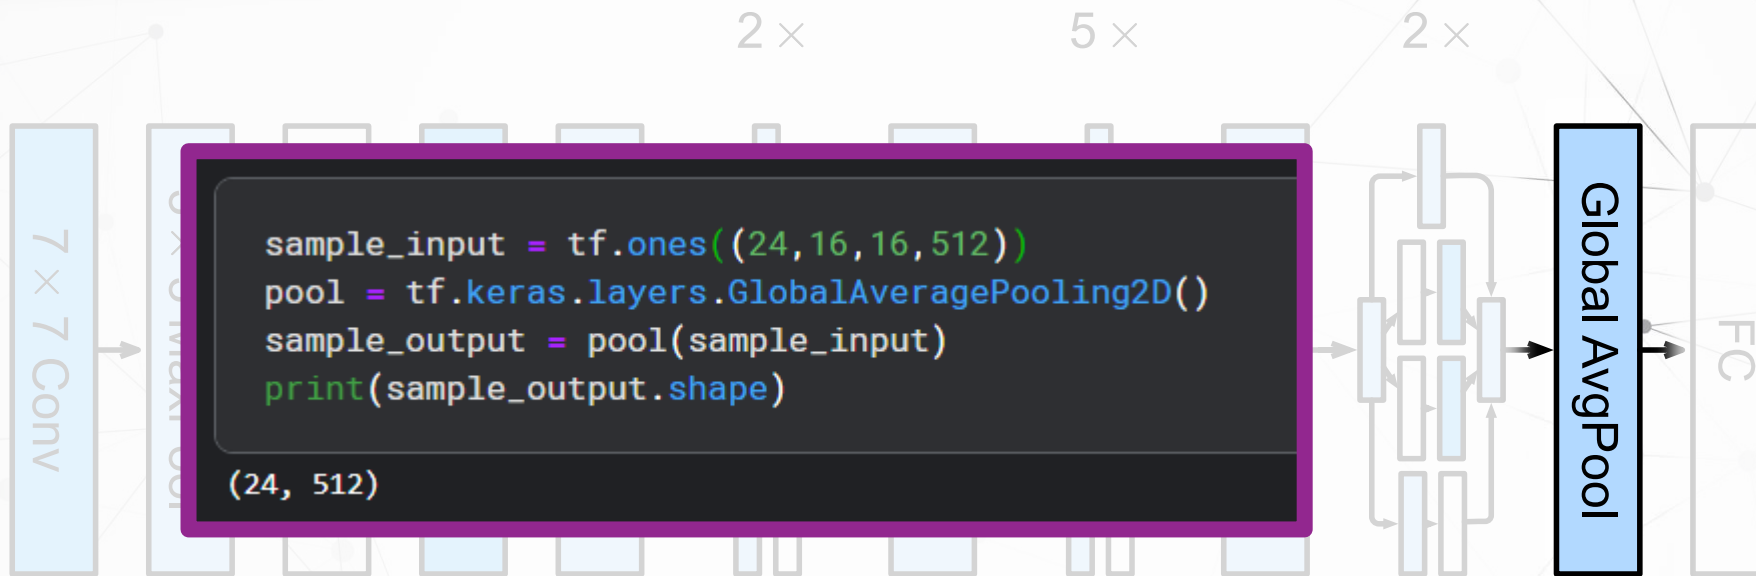 2 ×
5 ×
2 ×
7 × 7 Conv
sample_input = tf.ones((24,16,16,512))
pool = tf.keras.layers.GlobalAveragePooling2D()
sample_output = pool(sample_input)
print(sample_output.shape)
(24, 512)
Global AvgPool
FC